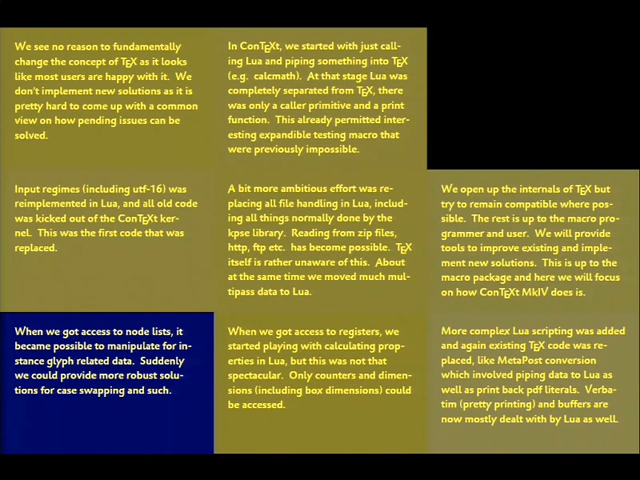 We see no reason to fundamentally
change the concept of TEX as it looks
like most users are happy with it. We
don't implement new solutions as it is
pretty hard to come up with a common
view on how pending issues can be
solved.
In ConTEXt, we started with just call-
ing Lua and piping something into TEX
(e.g. calcmath). At that stage Lua was
completely separated from TEX, there
was only a caller primitive and a print
function. This already permitted inter-
esting expandible testing macro that
were previously impossible.
Input regimes (including utf-16) was
reimplemented in Lua, and all old code
was kicked out of the ConTEXt ker-
nel. This was the first code that was
replaced.
A bit more ambitious effort was re-
placing all file handling in Lua, includ-
ing all things normally done by the
kpse library. Reading from zip files,
http, ftp etc. has become possible. TEX
itself is rather unaware of this. About
at the same time we moved much mul-
tipass data to Lua.
We open up the internals of TEX but
try to remain compatible where pos-
sible. The rest is up to the macro pro-
grammer and user. We will provide
tools to improve existing and imple-
ment new solutions. This is up to the
macro package and here we will focus
on how ConTEXt MkIV does is.
When we got access to node lists, it
became possible to manipulate for in-
stance glyph related data. Suddenly
we could provide more robust solu-
tions for case swapping and such.
When we got access to registers, we
started playing with calculating prop-
erties in Lua, but this was not that
spectacular. Only counters and dimen-
sions (including box dimensions) could
be accessed.
More complex Lua scripting was added
and again existing TEX code was re-
placed, like MetaPost conversion
which involved piping data to Lua as
well as print back pdf literals. Verba-
tim (pretty printing) and buffers are
now mostly dealt with by Lua as well.